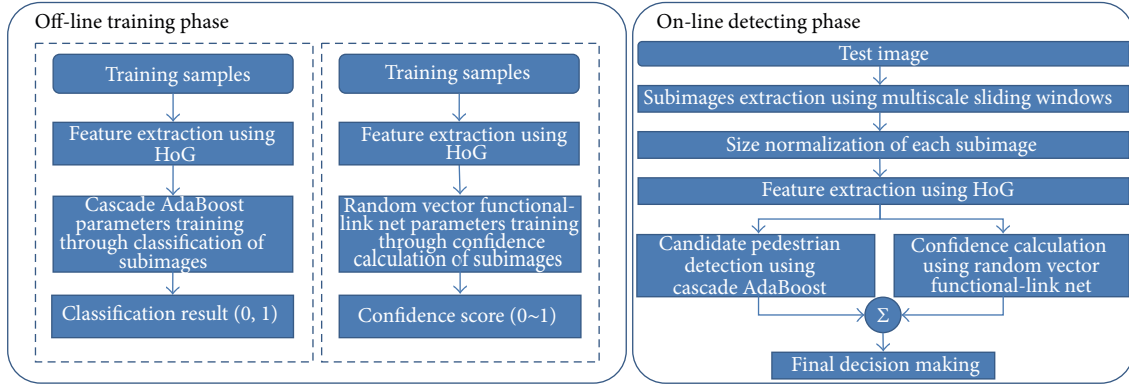 Off-line training phase
Training samples
Feature extraction using
HoG
Cascade AdaBoost
parameters training
through classification of
subimages
Classification result (0, 1)
Training samples
Feature extraction using
HoG
Random vector functional-
link net parameters training
through confidence
calculation of subimages
Confidence score (0~1)
On-line detecting phase
Test image
Subimages extraction using multiscale sliding windows
Size normalization of each subimage
Feature extraction using HoG
Candidate pedestrian
detection using
cascade AdaBoost
Confidence calculation
using random vector
functional-link net
Σ
Final decision making